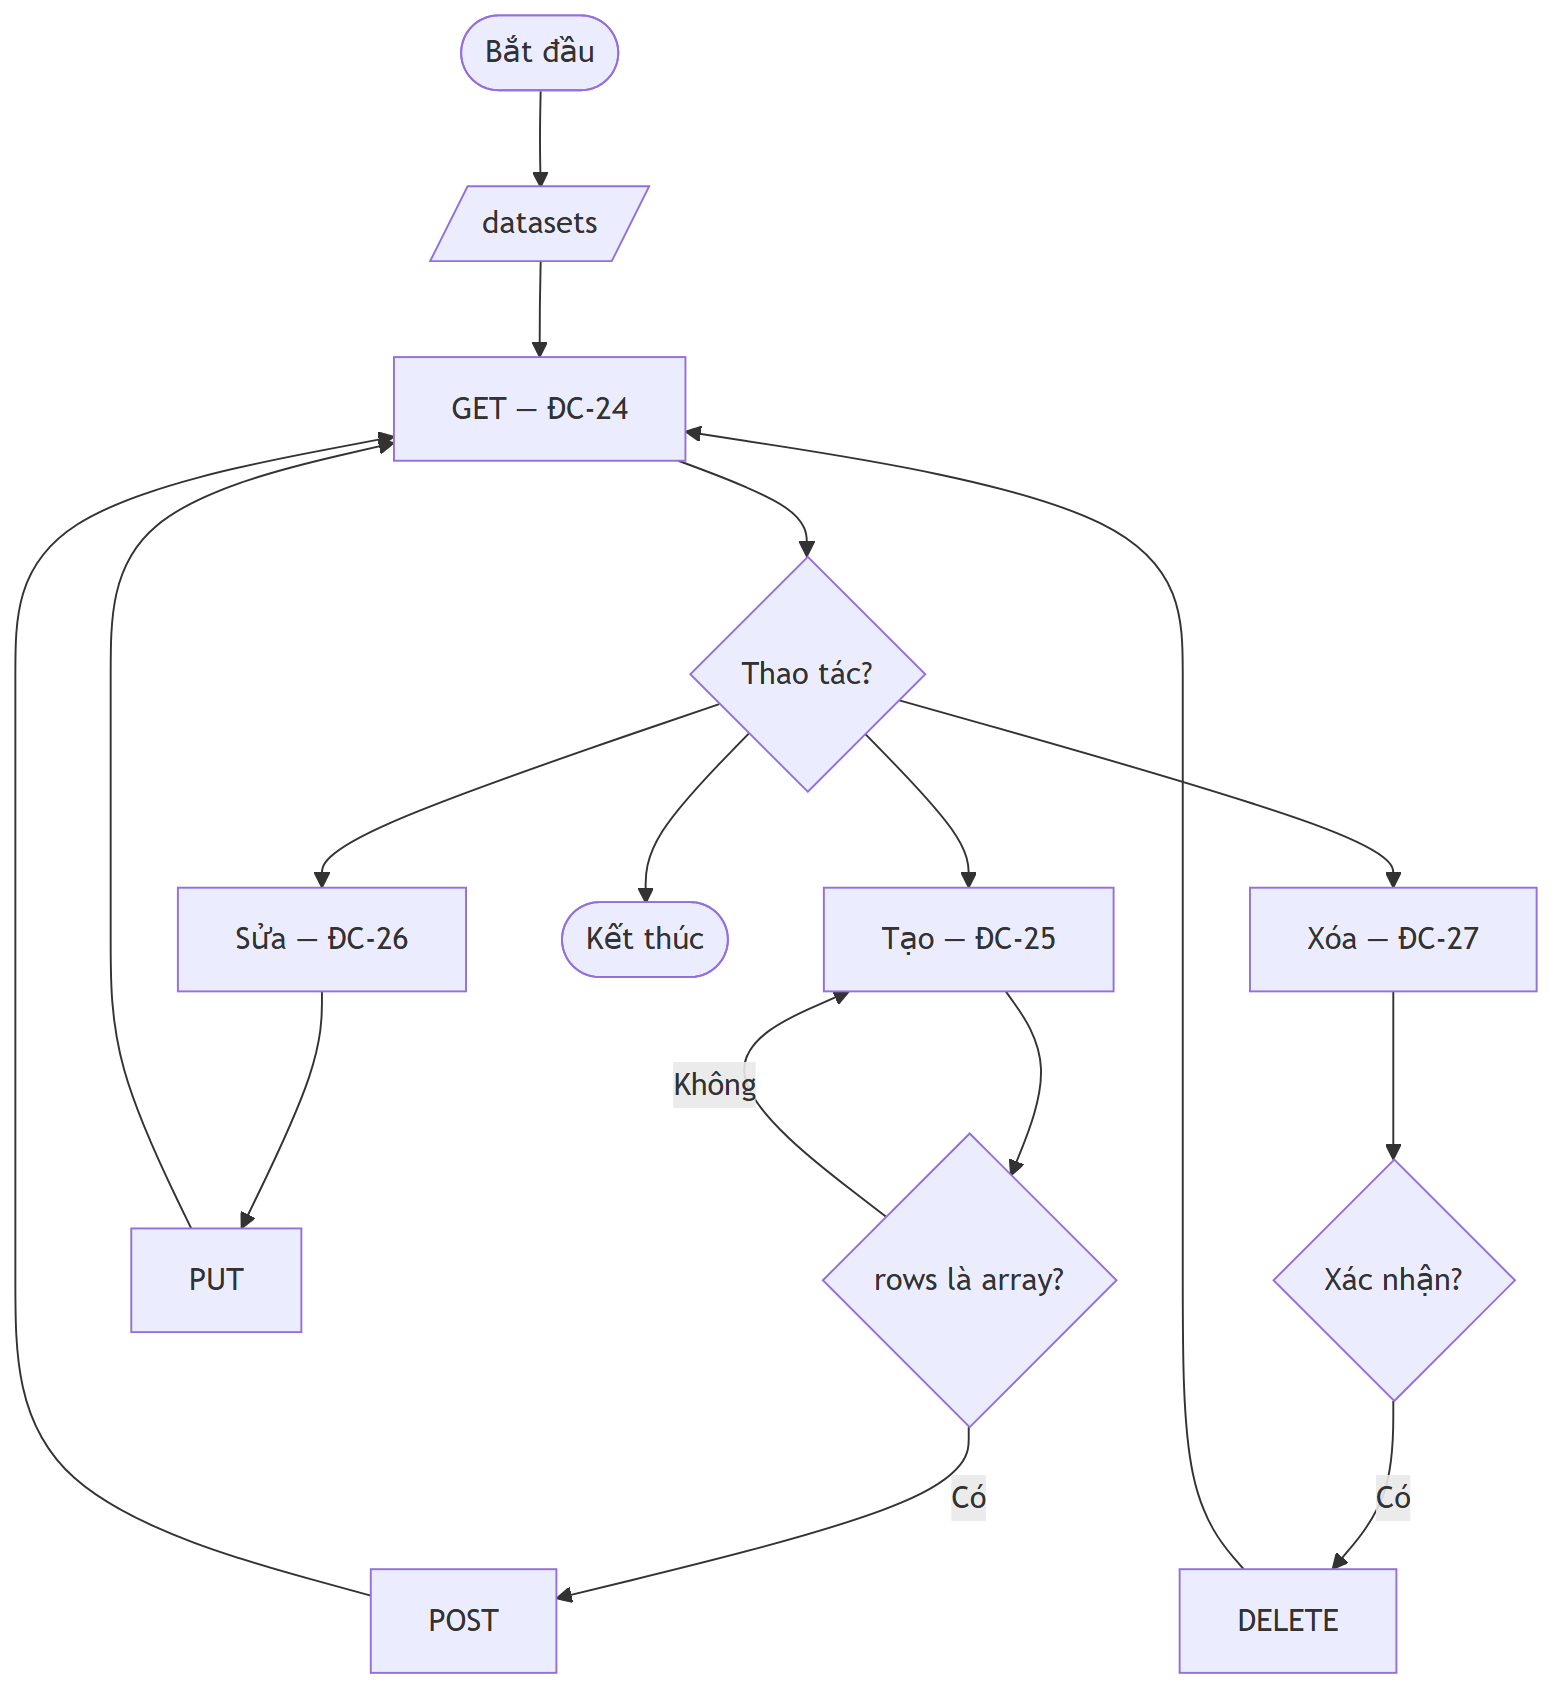 Bắt đầu
datasets
GET — ĐC-24
Thao tác?
Sửa — ĐC-26
Kết thúc
Tạo — ĐC-25
Xóa — ĐC-27
Không
PUT
rows là array?
Xác nhận?
Có
Có
POST
DELETE